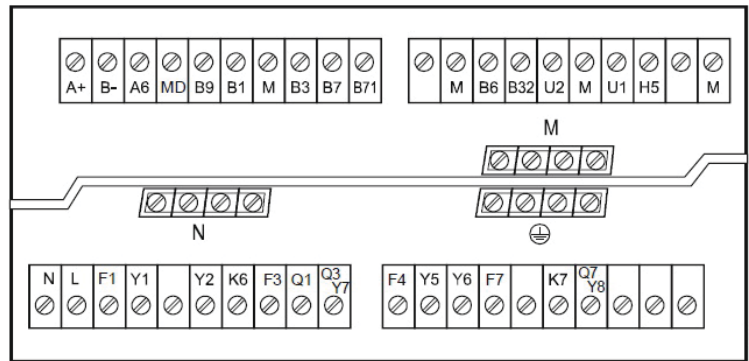 A+ B- A6 MD B9 B1 M B3 B7 B71 M B6 B32 U2 M U1 H5 M
M
N
N L F1 Y1 Y2 K6 F3 Q1 Q3 Y7 F4 Y5 Y6 F7 K7 Q7 Y8